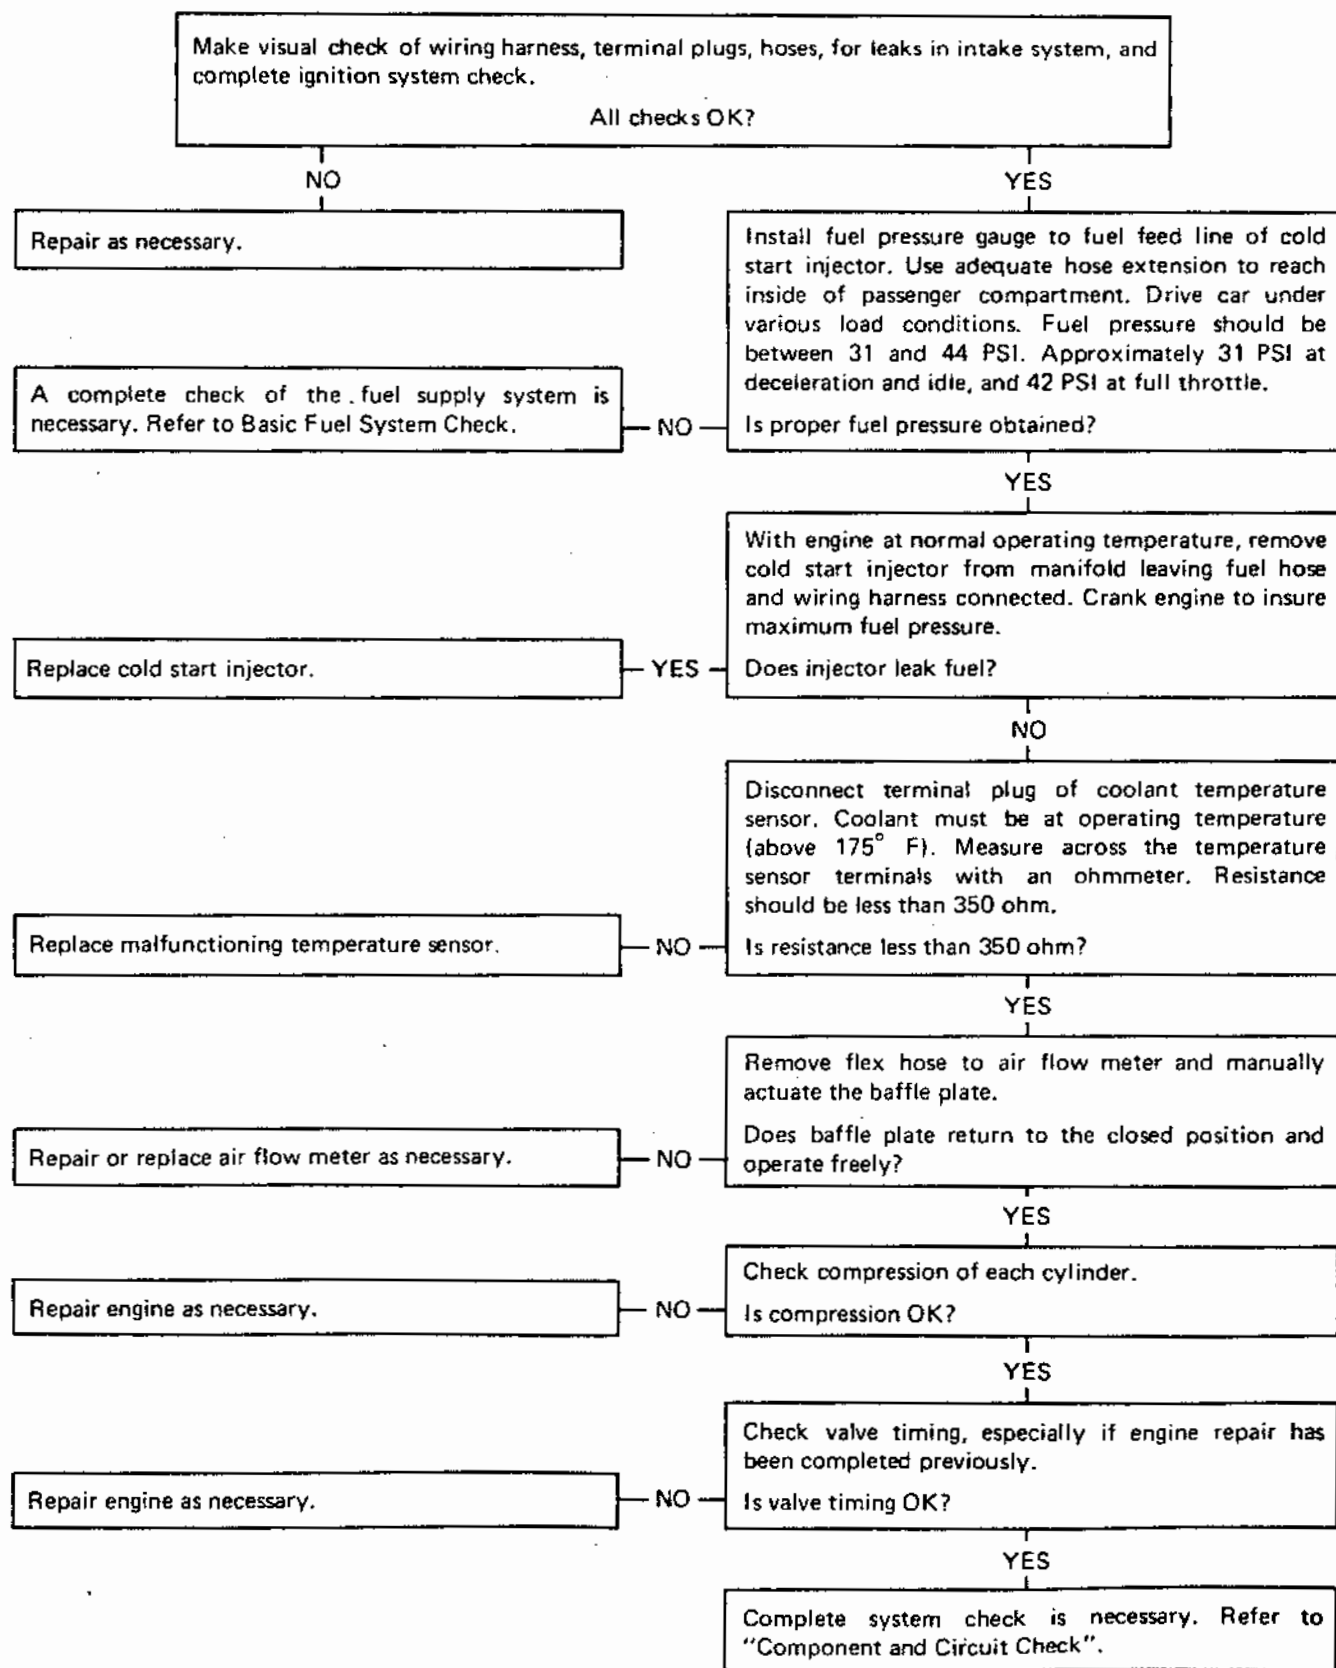 Make visual check of wiring harness, terminal plugs, hoses, for leaks in intake system, and
complete ignition system check.
All checks OK?
NO
YES
Repair as necessary.
Install fuel pressure gauge to fuel feed line of cold
start injector. Use adequate hose extension to reach
inside of passenger compartment. Drive car under
various load conditions. Fuel pressure should be
between 31 and 44 PSI. Approximately 31 PSI at
deceleration and idle, and 42 PSI at full throttle.
Is proper fuel pressure obtained?
A complete check of the fuel supply system is
necessary. Refer to Basic Fuel System Check.
NO
YES
With engine at normal operating temperature, remove
cold start injector from manifold leaving fuel hose
and wiring harness connected. Crank engine to insure
maximum fuel pressure.
Does injector leak fuel?
YES
Replace cold start injector.
NO
Disconnect terminal plug of coolant temperature
sensor. Coolant must be at operating temperature
(above 175° F). Measure across the temperature
sensor terminals with an ohmmeter. Resistance
should be less than 350 ohm.
Is resistance less than 350 ohm?
NO
Replace malfunctioning temperature sensor.
YES
Remove flex hose to air flow meter and manually
actuate the baffle plate.
Does baffle plate return to the closed position and
operate freely?
NO
Repair or replace air flow meter as necessary.
YES
Check compression of each cylinder.
Is compression OK?
NO
Repair engine as necessary.
YES
Check valve timing, especially if engine repair has
been completed previously.
Is valve timing OK?
NO
Repair engine as necessary.
YES
Complete system check is necessary. Refer to
"Component and Circuit Check".